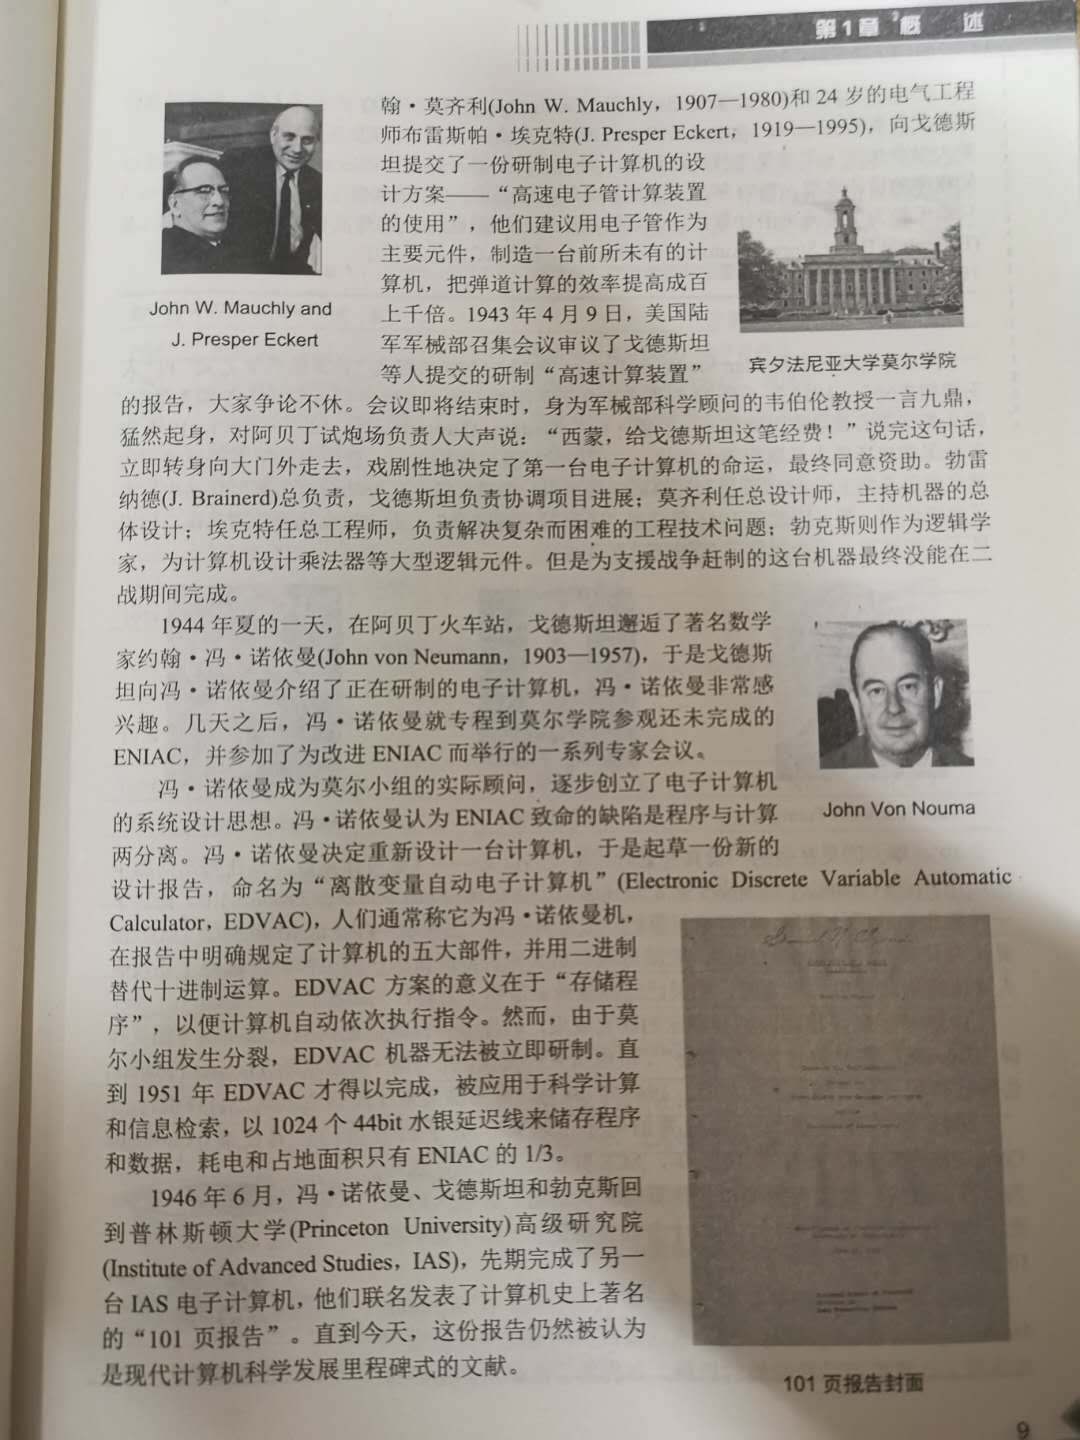 第1章 概 述
翰·莫齐利(John W. Mauchly，1907—1980)和 24 岁的电气工程
师布雷斯帕·埃克特(J. Presper Eckert，1919—1995)，向戈德斯
坦提交了一份研制电子计算机的设
计方案——“高速电子管计算装置
的使用”，他们建议用电子管作为
主要元件，制造一台前所未有的计
算机，把弹道计算的效率提高成百
上千倍。1943 年 4 月 9 日，美国陆
军军械部召集会议审议了戈德斯坦
等人提交的研制“高速计算装置”
John W. Mauchly and
J. Presper Eckert
宾夕法尼亚大学莫尔学院
的报告，大家争论不休。会议即将结束时，身为军械部科学顾问的韦伯伦教授一言九鼎，
猛然起身，对阿贝丁试炮场负责人大声说：“西蒙，给戈德斯坦这笔经费！”说完这句话，
立即转身向大门外走去，戏剧性地决定了第一台电子计算机的命运，最终同意资助。勃雷
纳德(J. Brainerd)总负责，戈德斯坦负责协调项目进展；莫齐利任总设计师，主持机器的总
体设计；埃克特任总工程师，负责解决复杂而困难的工程技术问题；勃克斯则作为逻辑学
家，为计算机设计乘法器等大型逻辑元件。但是为支援战争赶制的这台机器最终没能在二
战期间完成。
1944 年夏的一天，在阿贝丁火车站，戈德斯坦邂逅了著名数学
家约翰·冯·诺依曼(John von Neumann，1903—1957)，于是戈德斯
坦向冯·诺依曼介绍了正在研制的电子计算机，冯·诺依曼非常感
兴趣。几天之后，冯·诺依曼就专程到莫尔学院参观还未完成的
ENIAC，并参加了为改进 ENIAC 而举行的一系列专家会议。
冯·诺依曼成为莫尔小组的实际顾问，逐步创立了电子计算机
的系统设计思想。冯·诺依曼认为 ENIAC 致命的缺陷是程序与计算
两分离。冯·诺依曼决定重新设计一台计算机，于是起草一份新的
John Von Nouma
设计报告，命名为“离散变量自动电子计算机”(Electronic Discrete Variable Automatic
Calculator，EDVAC)，人们通常称它为冯·诺依曼机，
在报告中明确规定了计算机的五大部件，并用二进制
替代十进制运算。EDVAC 方案的意义在于“存储程
序”，以便计算机自动依次执行指令。然而，由于莫
尔小组发生分裂，EDVAC 机器无法被立即研制。直
到 1951 年 EDVAC 才得以完成，被应用于科学计算
和信息检索，以 1024 个 44bit 水银延迟线来储存程序
和数据，耗电和占地面积只有 ENIAC 的 1/3。
1946 年 6 月，冯·诺依曼、戈德斯坦和勃克斯回
到普林斯顿大学(Princeton University)高级研究院
(Institute of Advanced Studies，IAS)，先期完成了另一
台 IAS 电子计算机，他们联名发表了计算机史上著名
的“101 页报告”。直到今天，这份报告仍然被认为
是现代计算机科学发展里程碑式的文献。
101 页报告封面
9